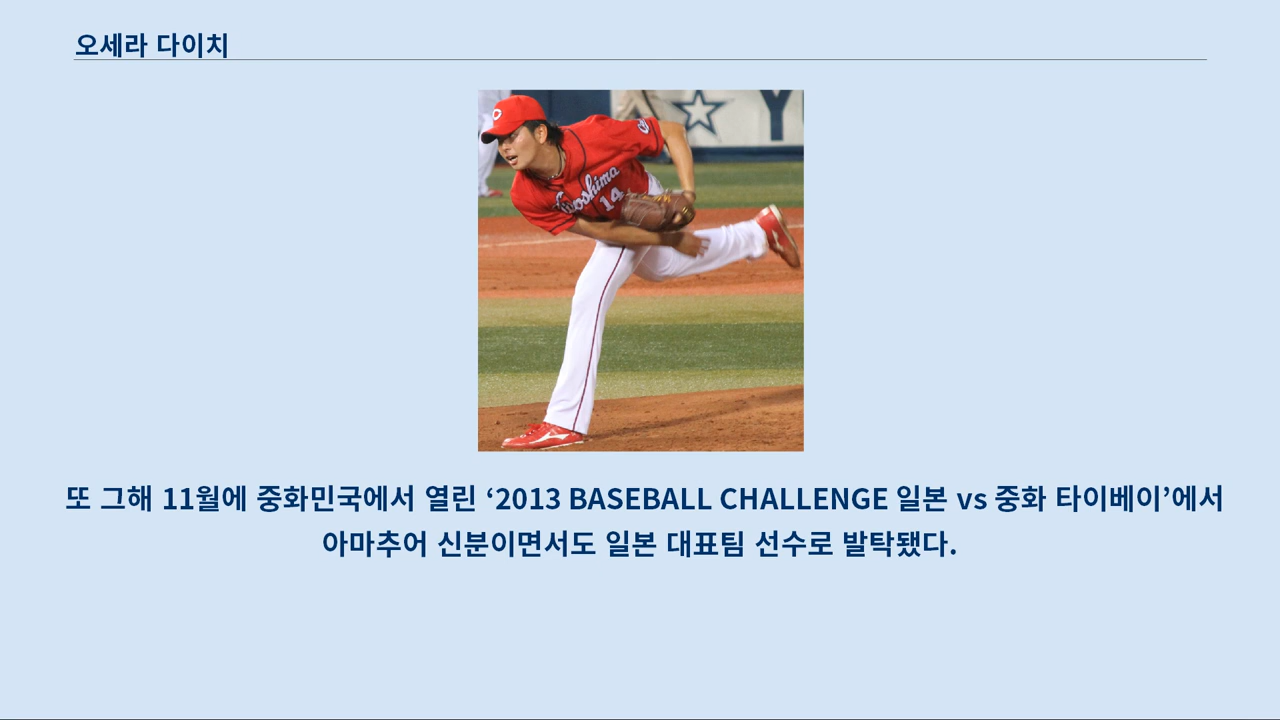 오세라 다이치
C
Y
Hiroshima
14
또 그해 11월에 중화민국에서 열린 ‘2013 BASEBALL CHALLENGE 일본 vs 중화 타이베이’에서
아마추어 신분이면서도 일본 대표팀 선수로 발탁됐다.